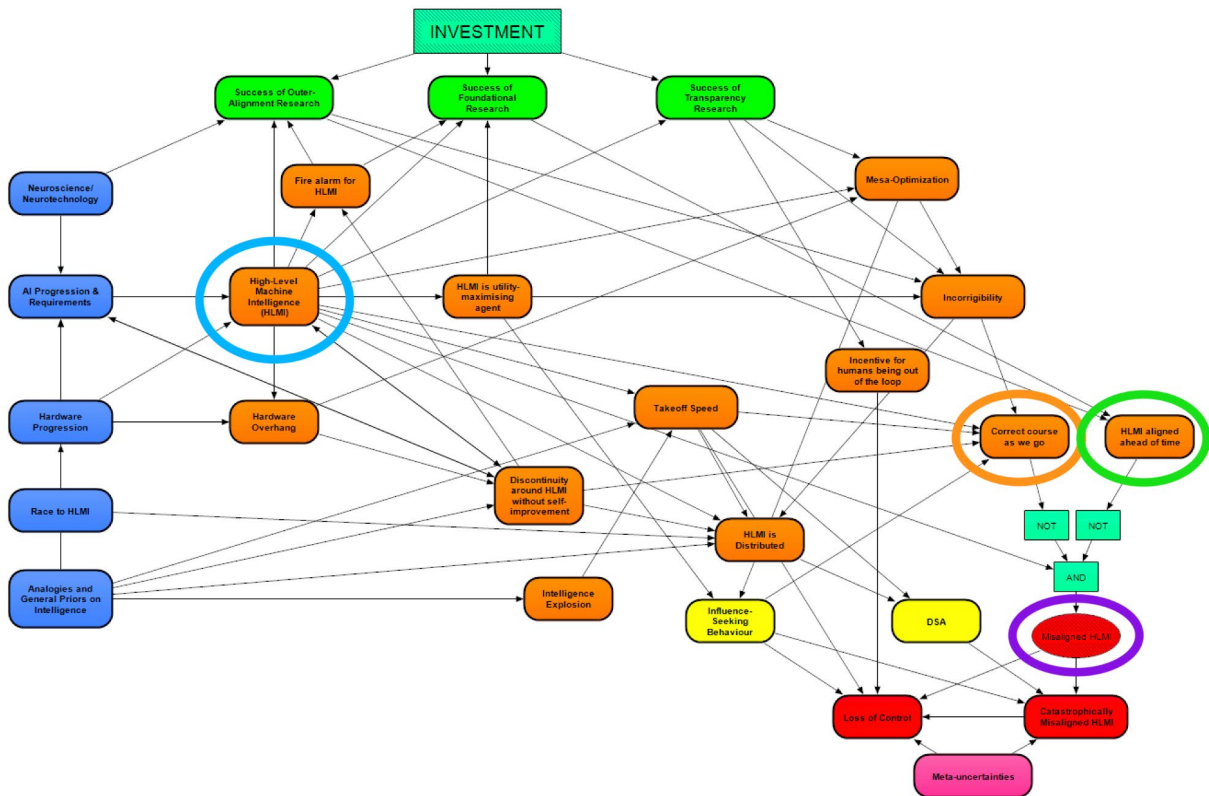 INVESTMENT
Success of Outer-
Alignment Research
Success of
Foundational
Research
Success of
Transparency
Research
Neuroscience/
Neurotechnology
Fire alarm for
HLMI
Mesa-Optimization
AI Progression &
Requirements
High-Level
Machine
Intelligence
(HLMI)
HLMI is utility-
maximising
agent
Incorrigibility
Incentive for
humans being out
of the loop
Hardware
Progression
Hardware
Overhang
Takeoff Speed
Correct course
as we go
HLMI aligned
ahead of time
Discontinuity
around HLMI
without self-
improvement
Race to HLMI
HLMI is
Distributed
NOT
NOT
AND
Analogies and
General Priors on
Intelligence
Intelligence
Explosion
Influence-
Seeking
Behaviour
DSA
Misaligned HLMI
Loss of Control
Catastrophically
Misaligned HLMI
Meta-uncertainties